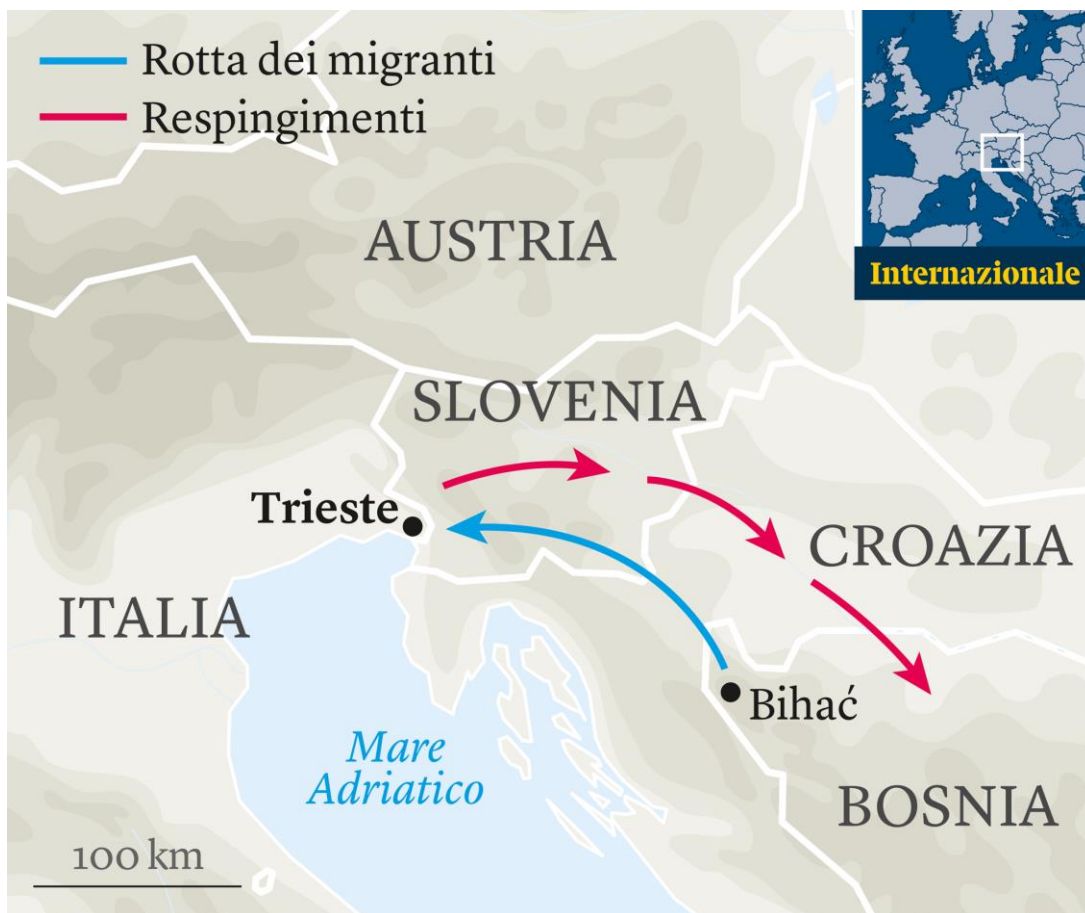 Rotta dei migranti
Respingimenti
Internazionale
AUSTRIA
SLOVENIA
Trieste
CROAZIA
ITALIA
Bihać
Mare
Adriatico
BOSNIA
100 km